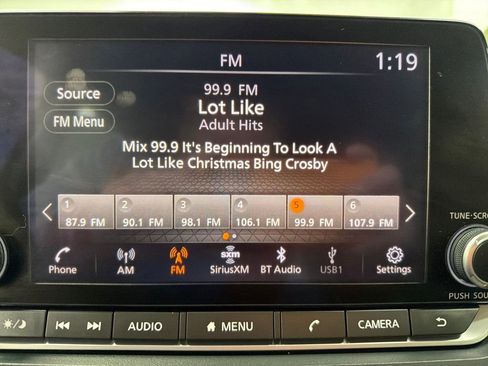 FM
1:19
Source
FM Menu
99.9 FM
Lot Like
Adult Hits
Mix 99.9 It's Beginning To Look A
Lot Like Christmas Bing Crosby
1 2 3 4 5 6
87.9 FM 90.1 FM 98.1 FM 106.1 FM 99.9 FM 107.9 FM
Phone AM FM sxm SiriusXM BT Audio USB1 Settings
TUNE·SCRO
PUSH SOU
AUDIO MENU CAMERA